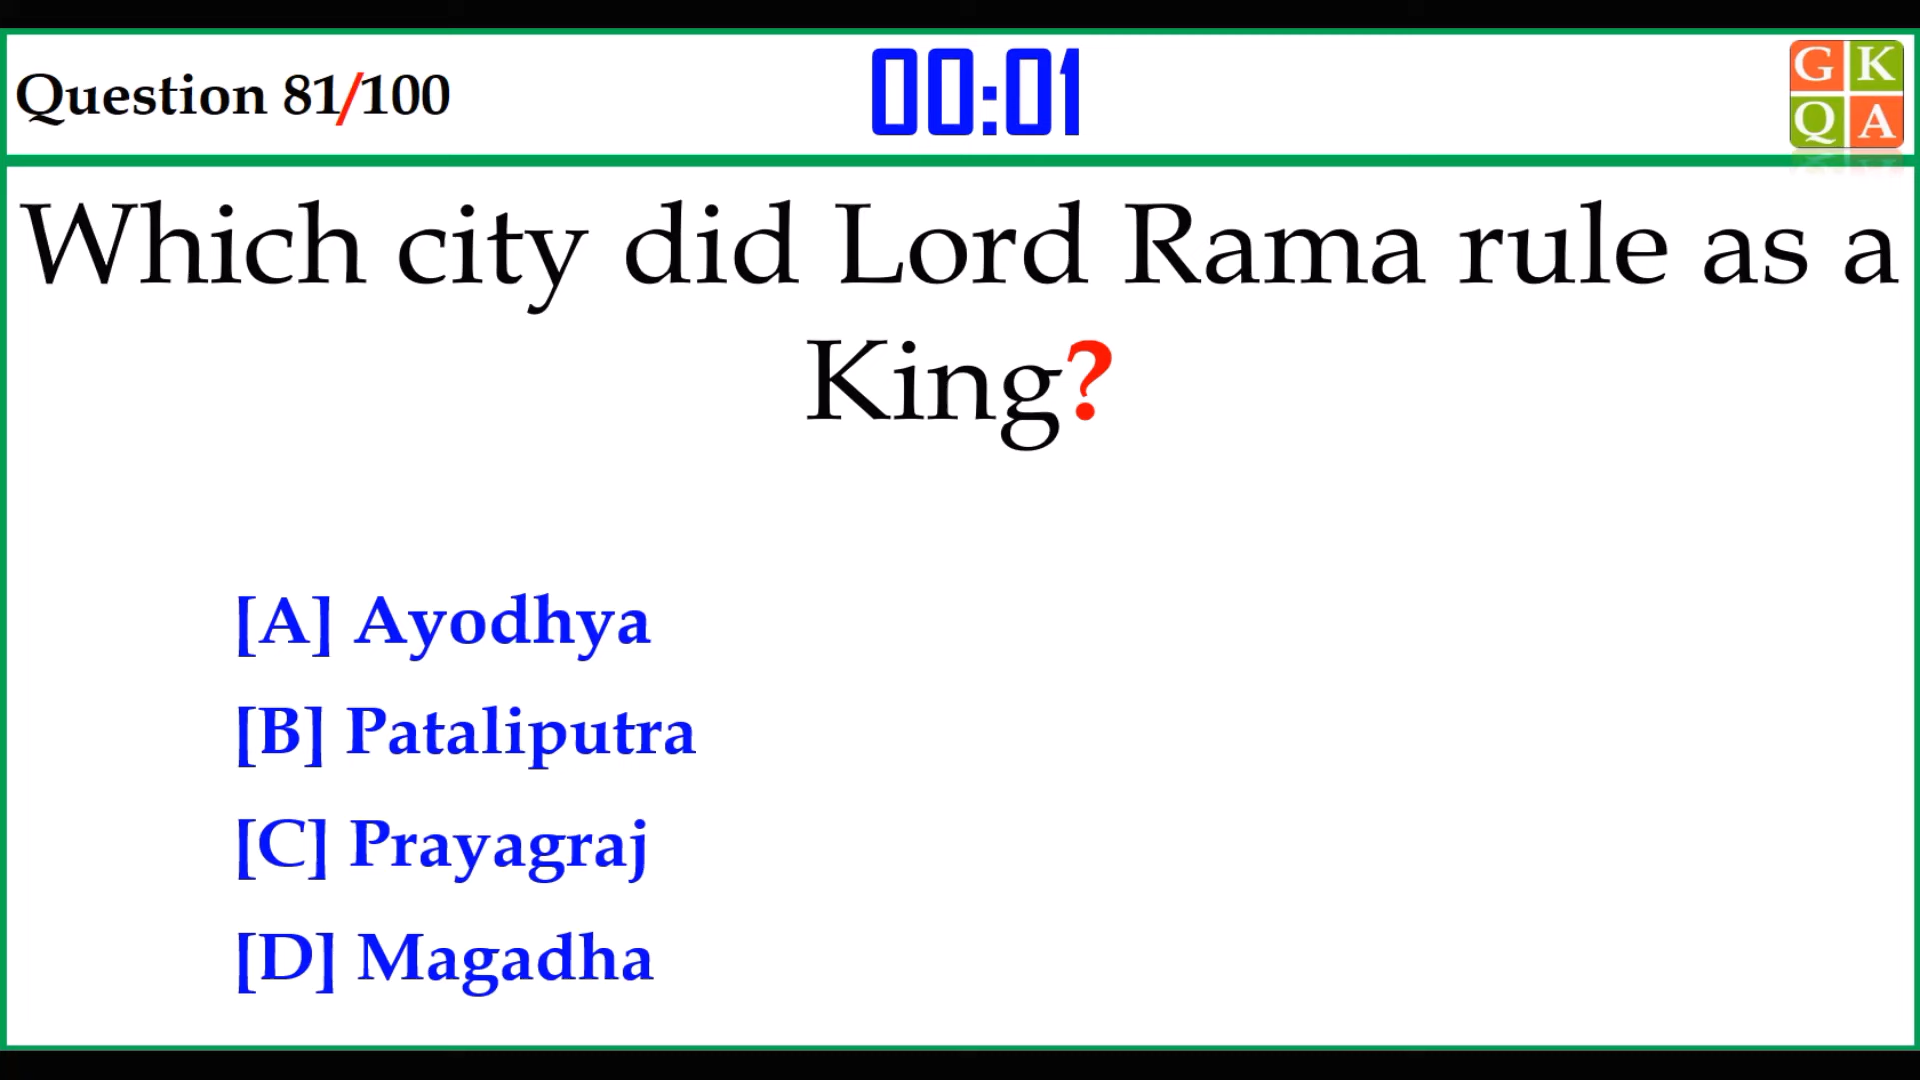 Question 81/100
00:01
G K
Q A
Which city did Lord Rama rule as a
King?
[A] Ayodhya
[B] Pataliputra
[C] Prayagraj
[D] Magadha